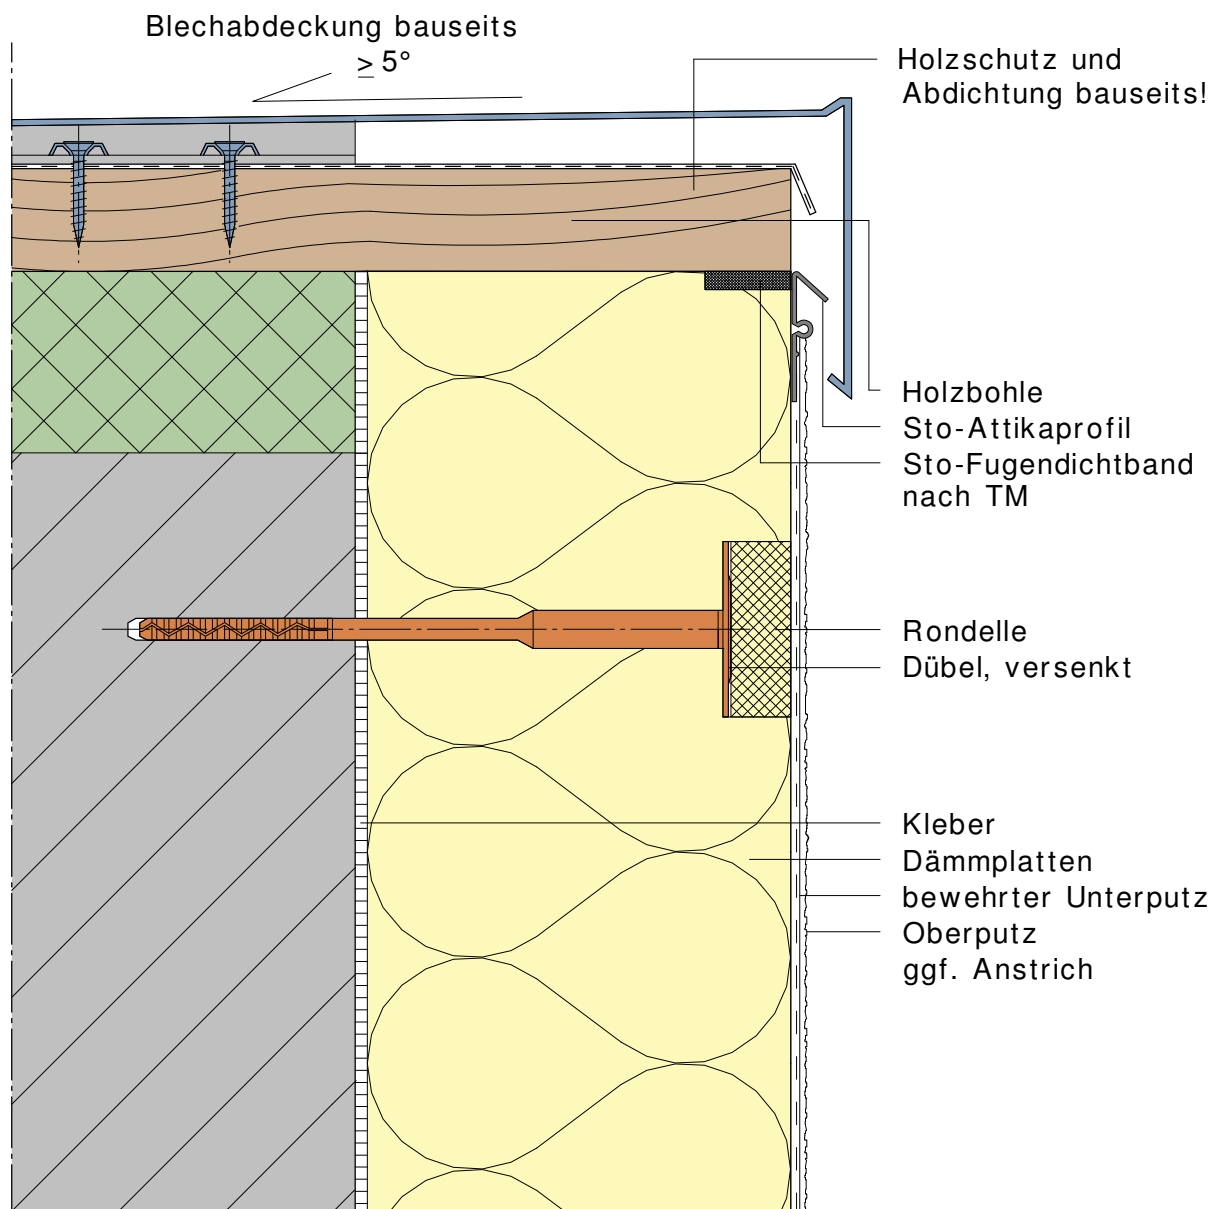 Blechabdeckung bauseits
≥ 5°
Holzschutz und
Abdichtung bauseits!
Holzbohle
Sto-Attikaprofil
Sto-Fugendichtband
nach TM
Rondelle
Dübel, versenkt
Kleber
Dämmplatten
bewehrter Unterputz
Oberputz
ggf. Anstrich